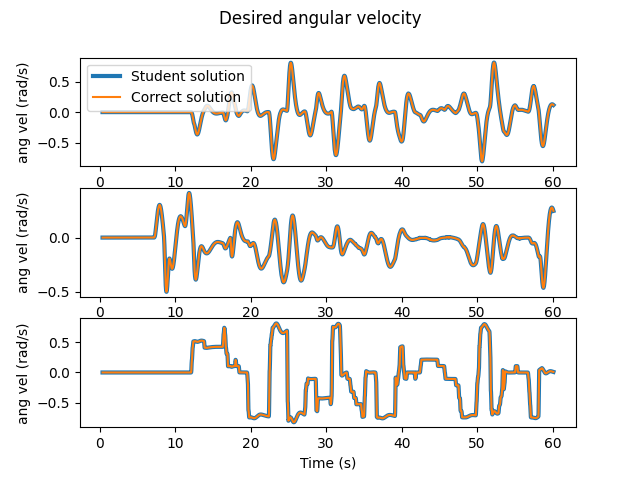 Desired angular velocity
ang vel (rad/s)
0.5
0.0
−0.5
Student solution
Correct solution
0 10 20 30 40 50 60
ang vel (rad/s)
0.0
−0.5
0 10 20 30 40 50 60
ang vel (rad/s)
0.5
0.0
−0.5
0 10 20 30 40 50 60
Time (s)